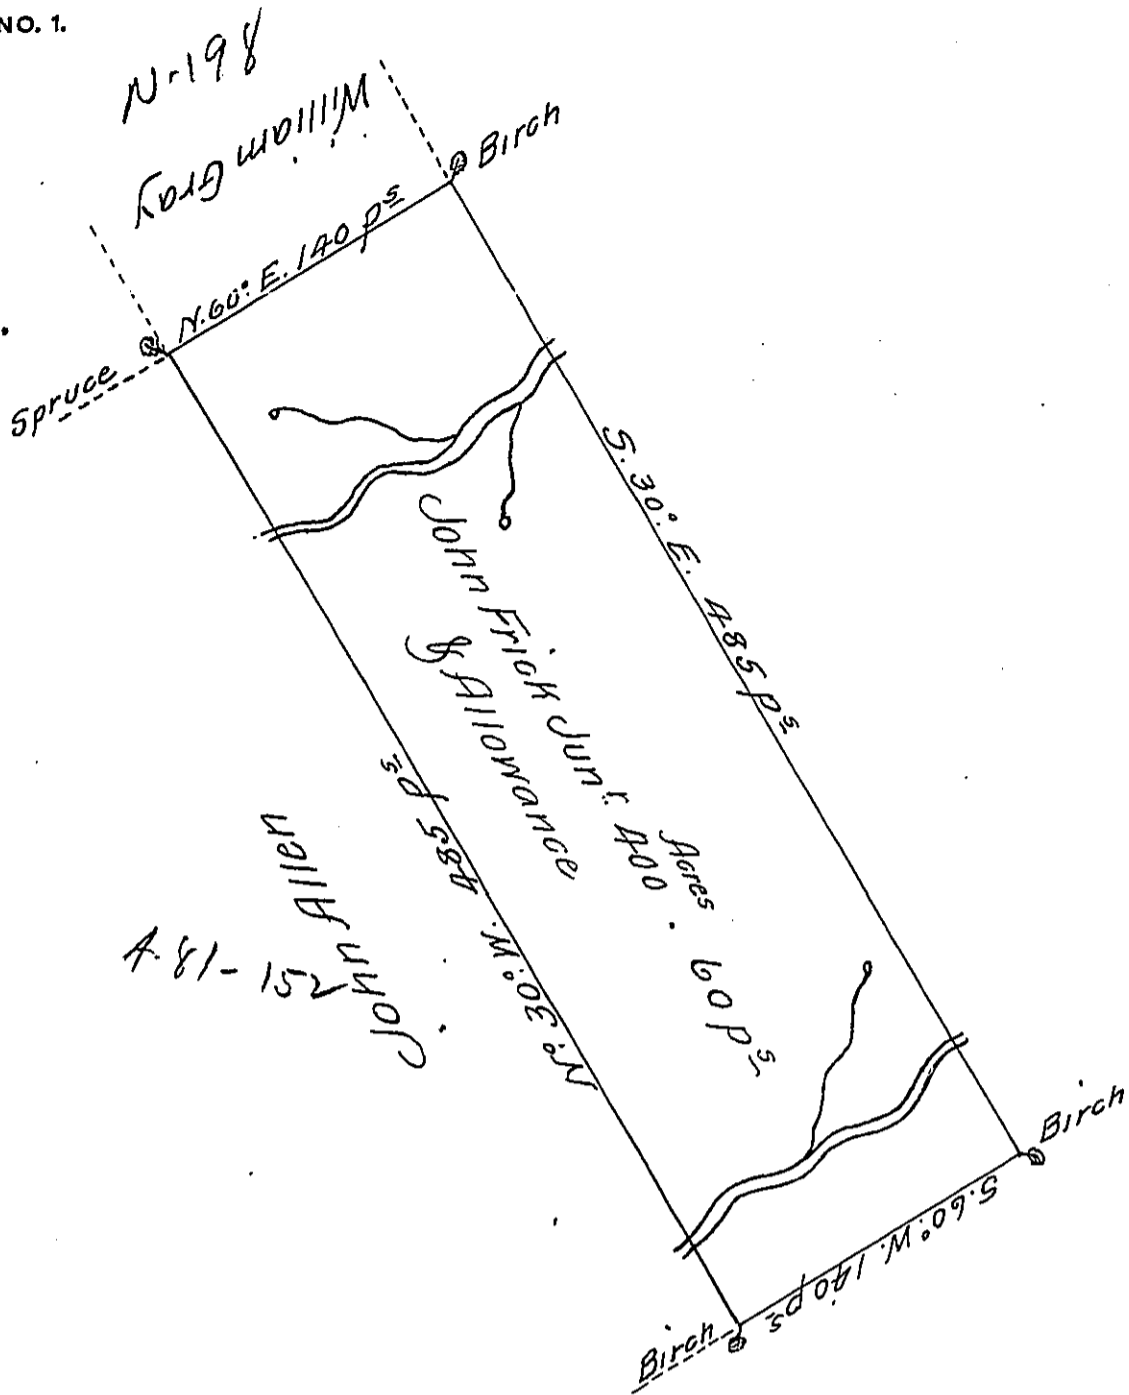 NO. 1.
N-198
William Gray
Birch
N. 60° E. 140 ps
Spruce
S. 30° E. 485 ps
John Frick Junr. Acres 400 . 60 ps
& Allowance
N° 30° W. 485 ps
John Allen
A. 81-152
Birch
S. 60° W. 140 ps
Birch